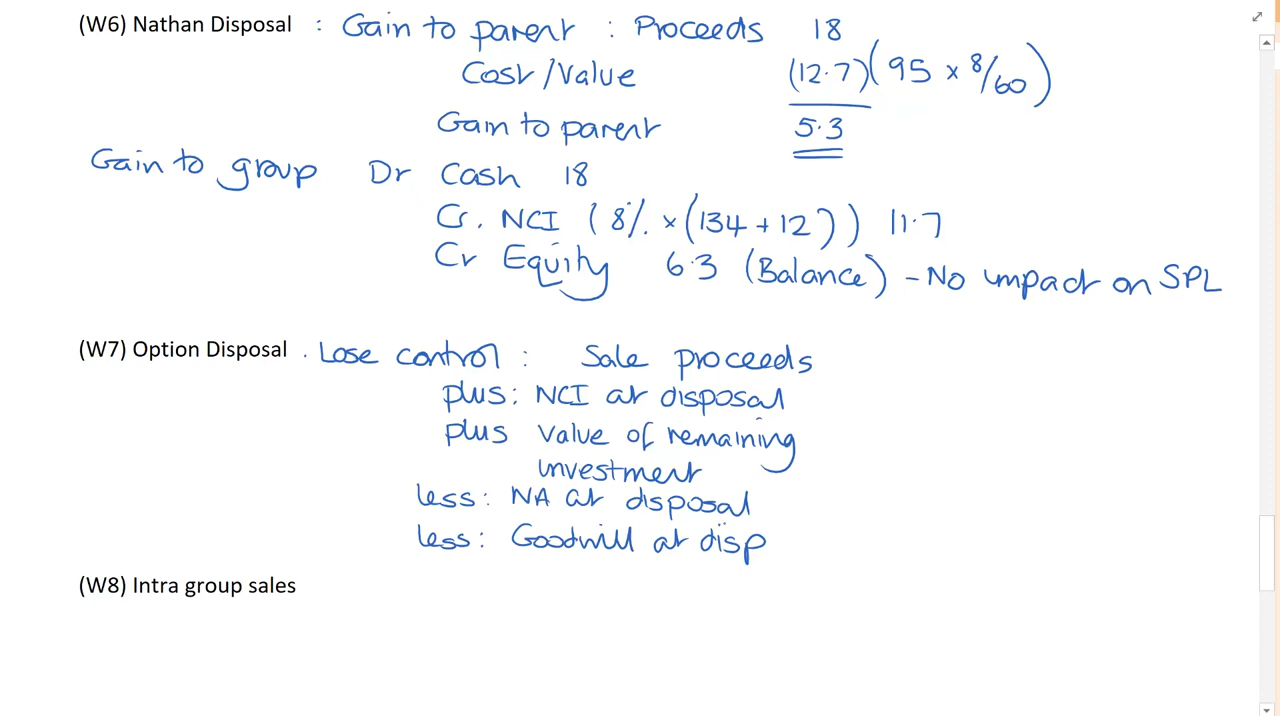 (W6) Nathan Disposal : Gain to parent : Proceeds 18
Cost/Value (12.7) (95 x 8/60)
Gain to parent 5.3
Gain to group Dr Cash 18
Cr. NCI (8% x (134 + 12)) 11.7
Cr Equity 6.3 (Balance) - No impact on SPL
(W7) Option Disposal . Lose control : Sale proceeds
plus: NCI at disposal
plus value of remaining
investment
less: NA at disposal
less: Goodwill at disp
(W8) Intra group sales